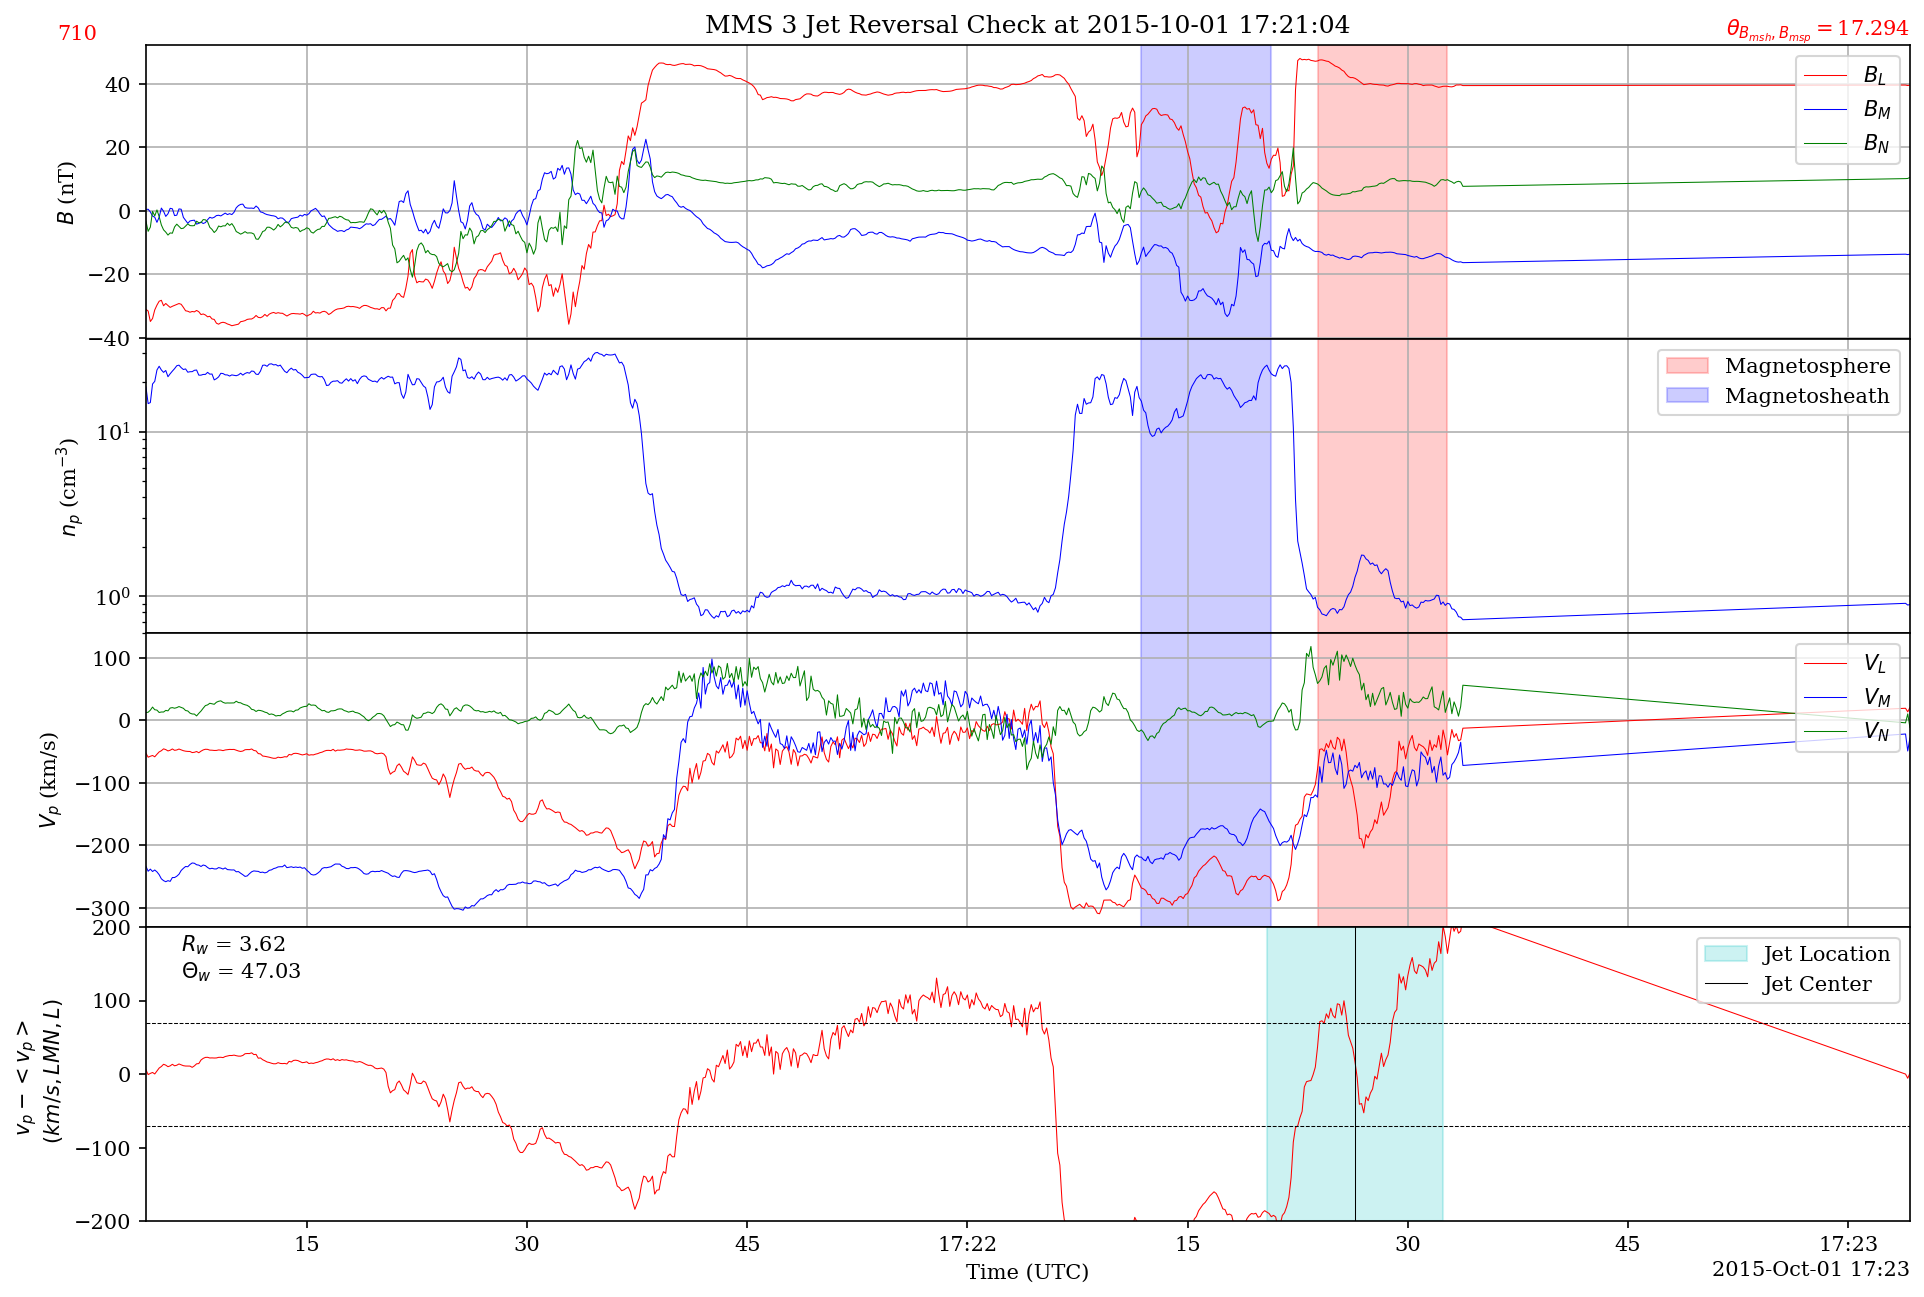 MMS 3 Jet Reversal Check at 2015-10-01 17:21:04
710
θ_{B_{msh}, B_{msp}} = 17.294
40
20
0
−20
−40
B (nT)
B_L
B_M
B_N
10^1
10^0
n_p (cm^{−3})
Magnetosphere
Magnetosheath
100
0
−100
−200
−300
V_p (km/s)
V_L
V_M
V_N
200
100
0
−100
−200
v_p − < v_p >
(km/s, LMN, L)
R_w = 3.62
Θ_w = 47.03
Jet Location
Jet Center
15 30 45 17:22 15 30 45 17:23
Time (UTC)
2015-Oct-01 17:23